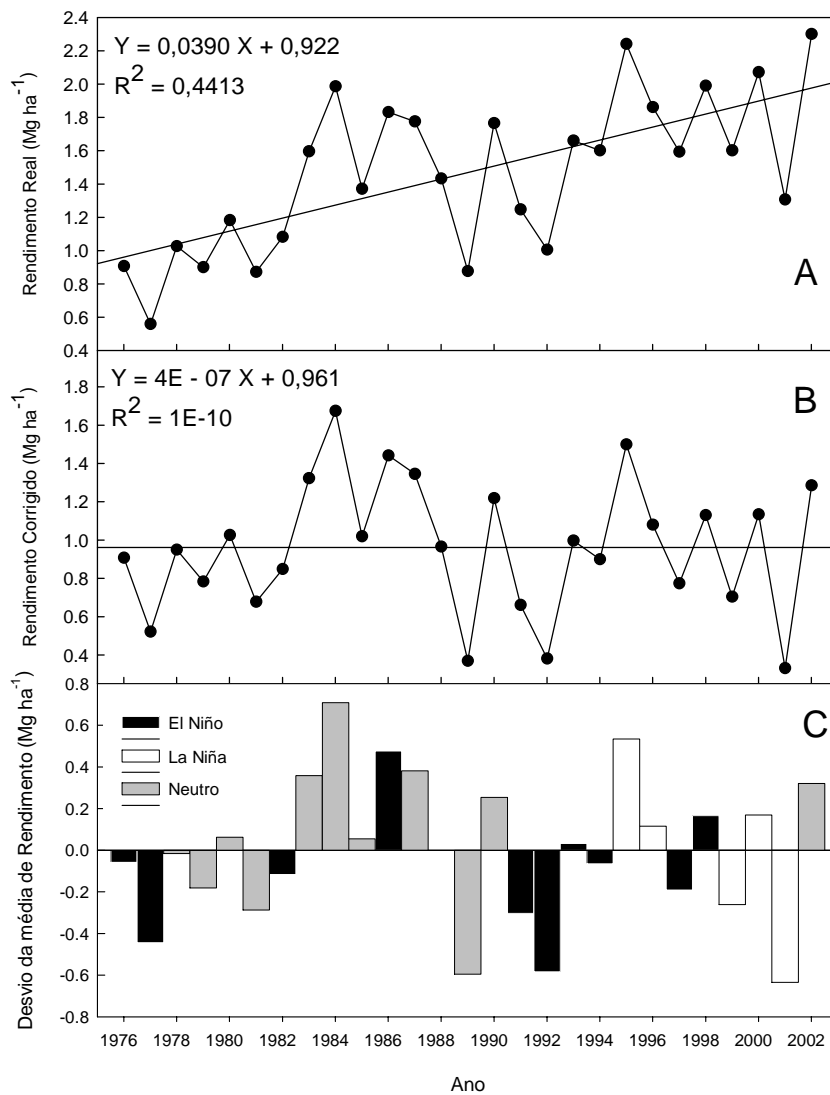 2.4
2.2
2.0
1.8
1.6
1.4
1.2
1.0
0.8
0.6
0.4
Rendimento Real (Mg ha-1)
Y = 0,0390 X + 0,922
R2 = 0,4413
A
1.8
1.6
1.4
1.2
1.0
0.8
0.6
0.4
Rendimento Corrigido (Mg ha-1)
Y = 4E - 07 X + 0,961
R2 = 1E-10
B
0.8
0.6
0.4
0.2
0.0
-0.2
-0.4
-0.6
-0.8
Desvio da média de Rendimento (Mg ha-1)
El Niño
La Niña
Neutro
C
1976 1978 1980 1982 1984 1986 1988 1990 1992 1994 1996 1998 2000 2002
Ano